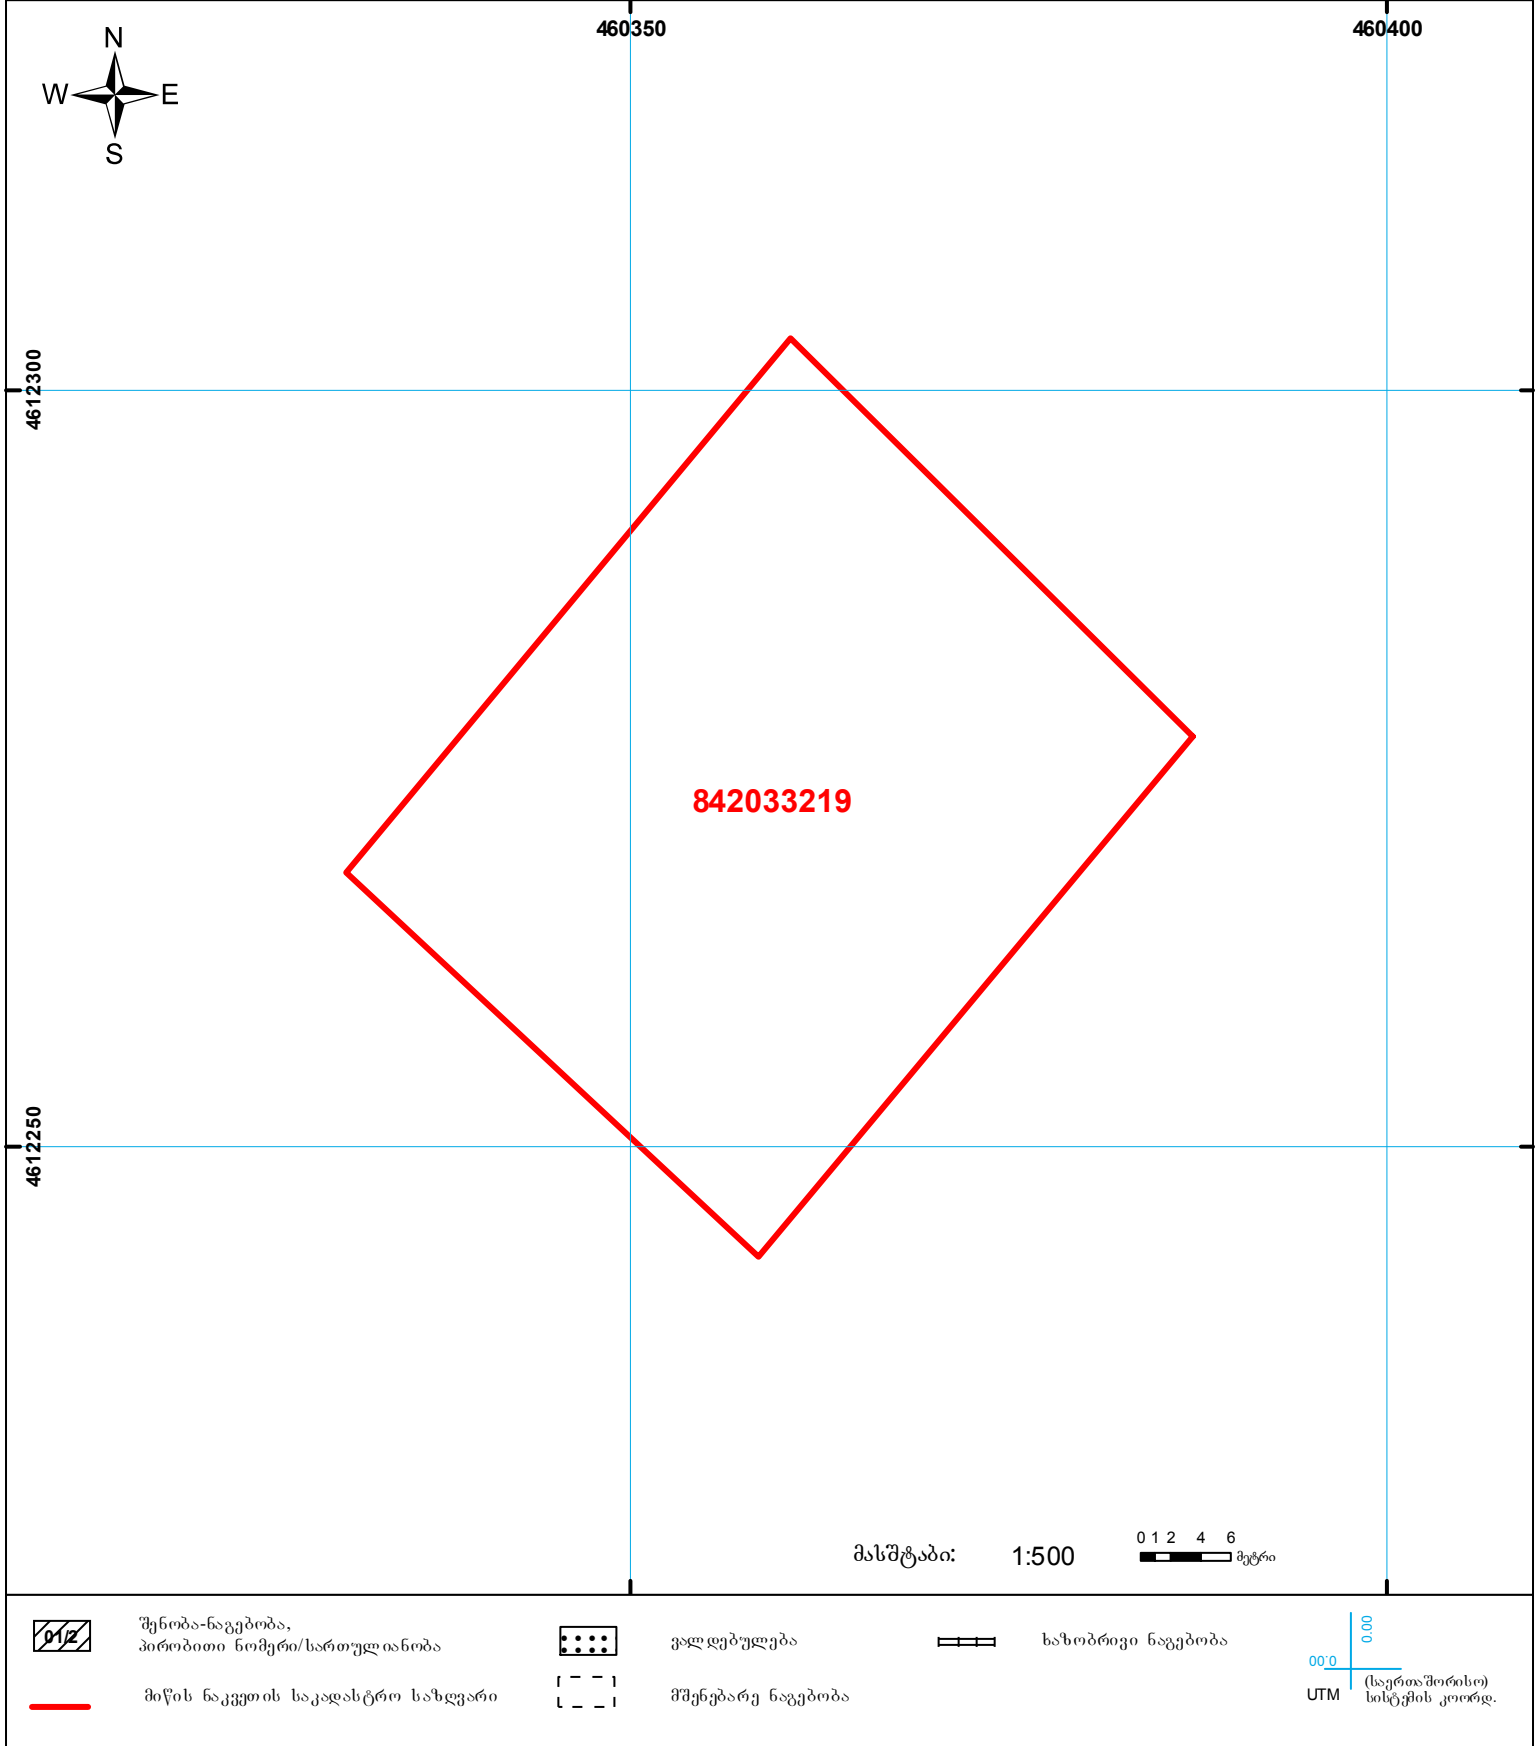 460350
460400
N
W E
S
4612300
842033219
4612250
მასშტაბი: 1:500
0 1 2 4 6
მეტრი
01/2
შენობა-ნაგებობა,
პირობითი ნომერი/სართულიანობა
ვალდებულება
ხაზობრივი ნაგებობა
მიწის ნაკვეთის საკადასტრო საზღვარი
მშენებარე ნაგებობა
0.00
00'0
UTM
(საერთაშორისო)
სისტემის კოორდ.